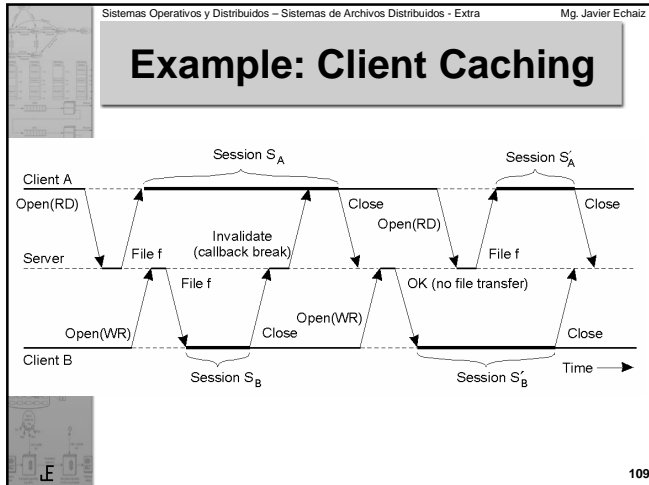 Sistemas Operativos y Distribuidos – Sistemas de Archivos Distribuidos - Extra
Mg. Javier Echaiz
Example: Client Caching
Session S_A
Session S′_A
Client A
Open(RD)
Close
Open(RD)
Close
Invalidate
(callback break)
Server
File f
File f
OK (no file transfer)
File f
Open(WR)
Close
Open(WR)
Close
Client B
Session S_B
Session S′_B
Time
JE
109